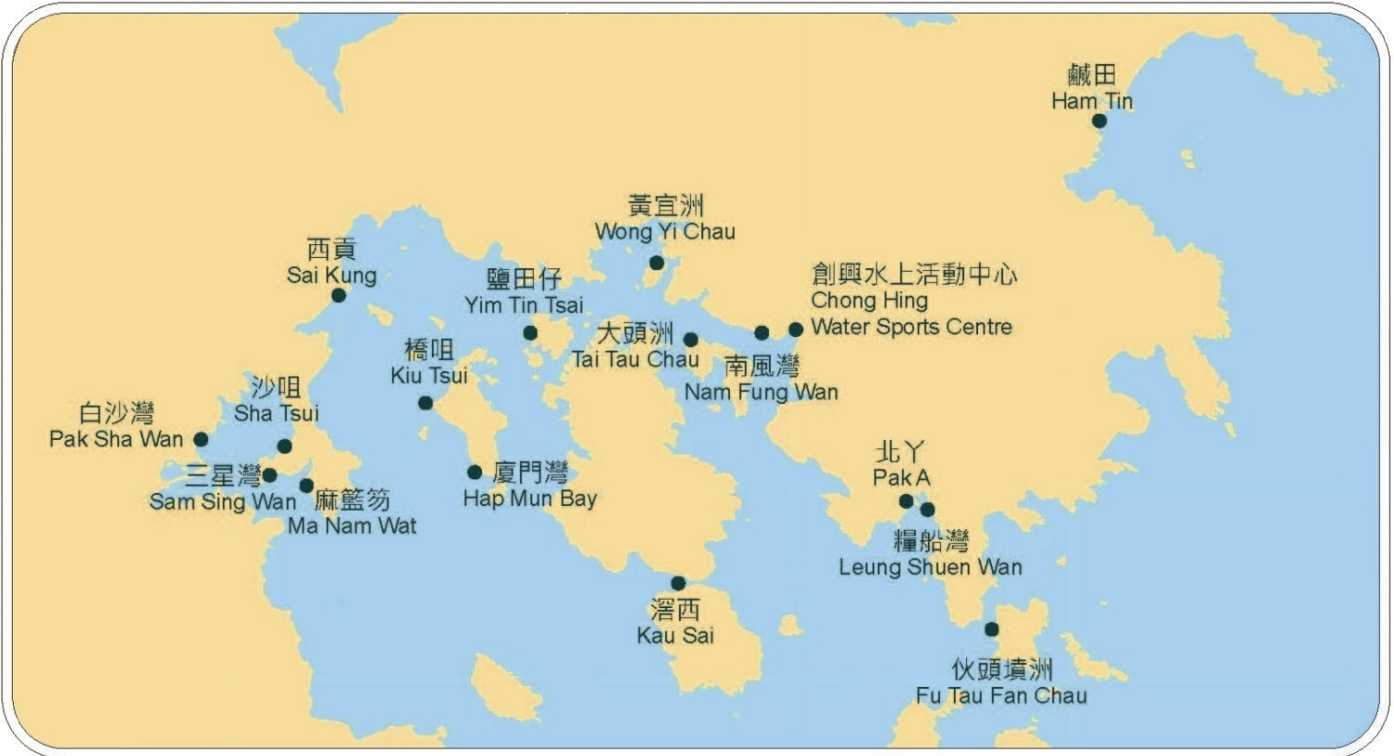 鹹田
Ham Tin
黃宜洲
Wong Yi Chau
西貢
Sai Kung
鹽田仔
Yim Tin Tsai
創興水上活動中心
Chong Hing
Water Sports Centre
大頭洲
Tai Tau Chau
橋咀
Kiu Tsui
南風灣
Nam Fung Wan
沙咀
Sha Tsui
白沙灣
Pak Sha Wan
三星灣
Sam Sing Wan
麻籃笏
Ma Nam Wat
廈門灣
Hap Mun Bay
北丫
Pak A
糧船灣
Leung Shuen Wan
滘西
Kau Sai
伙頭墳洲
Fu Tau Fan Chau